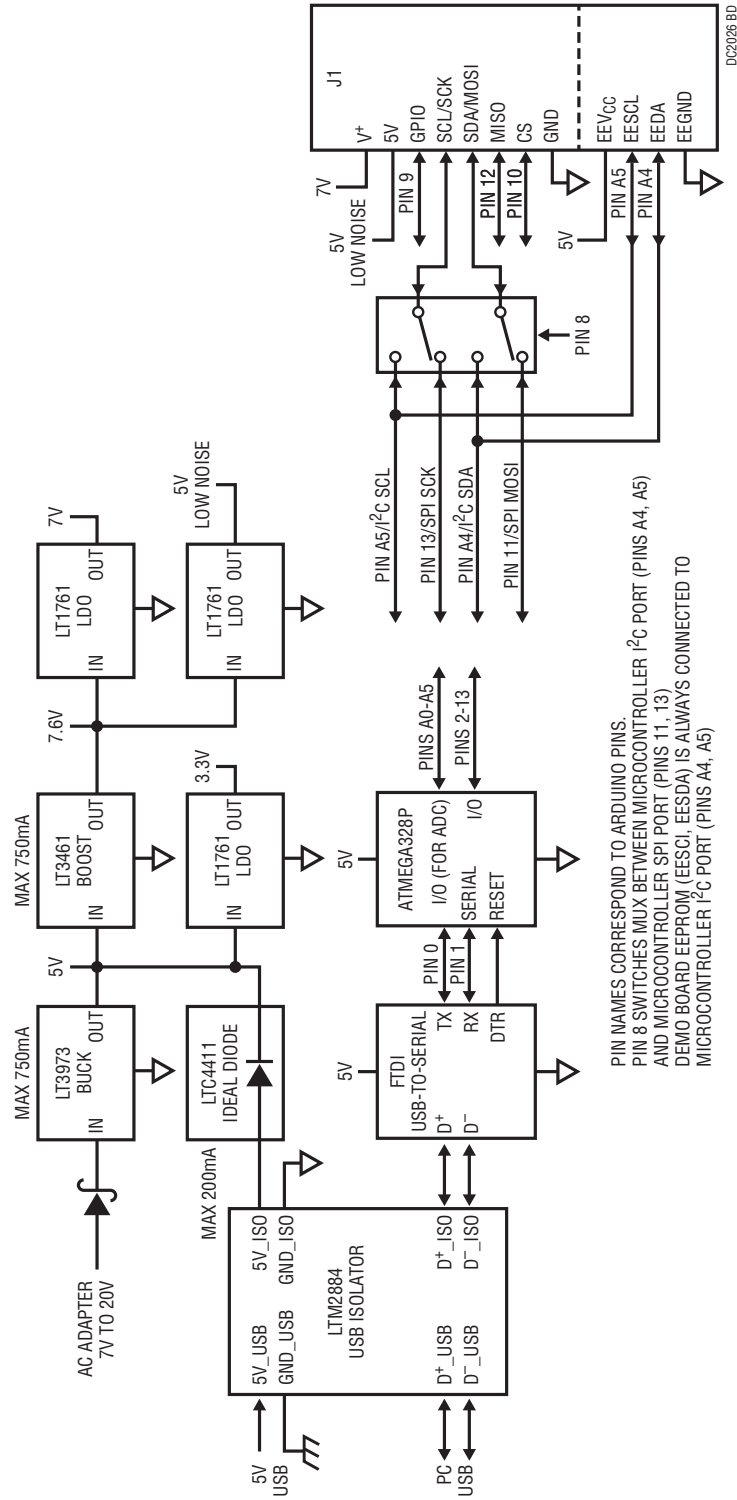 AC ADAPTER
7V TO 20V
MAX 750mA
IN
OUT
LT3973
BUCK
5V
MAX 750mA
IN
OUT
LT3461
BOOST
7.6V
IN
OUT
LT1761
LDO
7V
MAX 200mA
LTC4411
IDEAL DIODE
IN
OUT
LT1761
LDO
3.3V
IN
OUT
LT1761
LDO
5V
LOW NOISE
5V
USB
5V_USB
5V_ISO
GND_USB
GND_ISO
LTM2884
USB ISOLATOR
PC
USB
D+_USB
D+_ISO
D−_USB
D−_ISO
5V
FTDI
USB-TO-SERIAL
D+
TX
D−
RX
DTR
PIN 0
PIN 1
5V
ATMEGA328P
I/O (FOR ADC)
SERIAL
I/O
RESET
PINS A0-A5
PINS 2-13
PIN A5/I2C SCL
PIN 13/SPI SCK
PIN A4/I2C SDA
PIN 11/SPI MOSI
PIN 8
7V
5V
LOW NOISE
PIN 9
PIN 12
PIN 10
5V
PIN A5
PIN A4
J1
V+
5V
GPIO
SCL/SCK
SDA/MOSI
MISO
CS
GND
EEVCC
EESCL
EEDA
EEGND
PIN NAMES CORRESPOND TO ARDUINO PINS.
PIN 8 SWITCHES MUX BETWEEN MICROCONTROLLER I2C PORT (PINS A4, A5)
AND MICROCONTROLLER SPI PORT (PINS 11, 13)
DEMO BOARD EEPROM (EESCI, EESDA) IS ALWAYS CONNECTED TO
MICROCONTROLLER I2C PORT (PINS A4, A5)
DC2026 BD